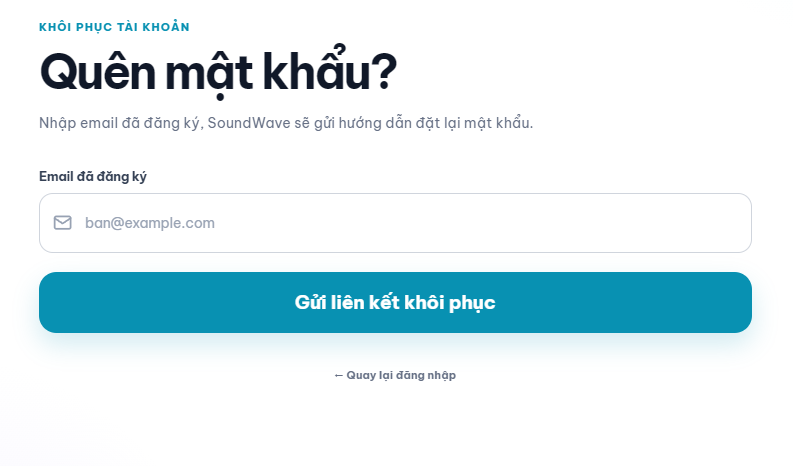 KHÔI PHỤC TÀI KHOẢN
Quên mật khẩu?
Nhập email đã đăng ký, SoundWave sẽ gửi hướng dẫn đặt lại mật khẩu.
Email đã đăng ký
ban@example.com
Gửi liên kết khôi phục
← Quay lại đăng nhập